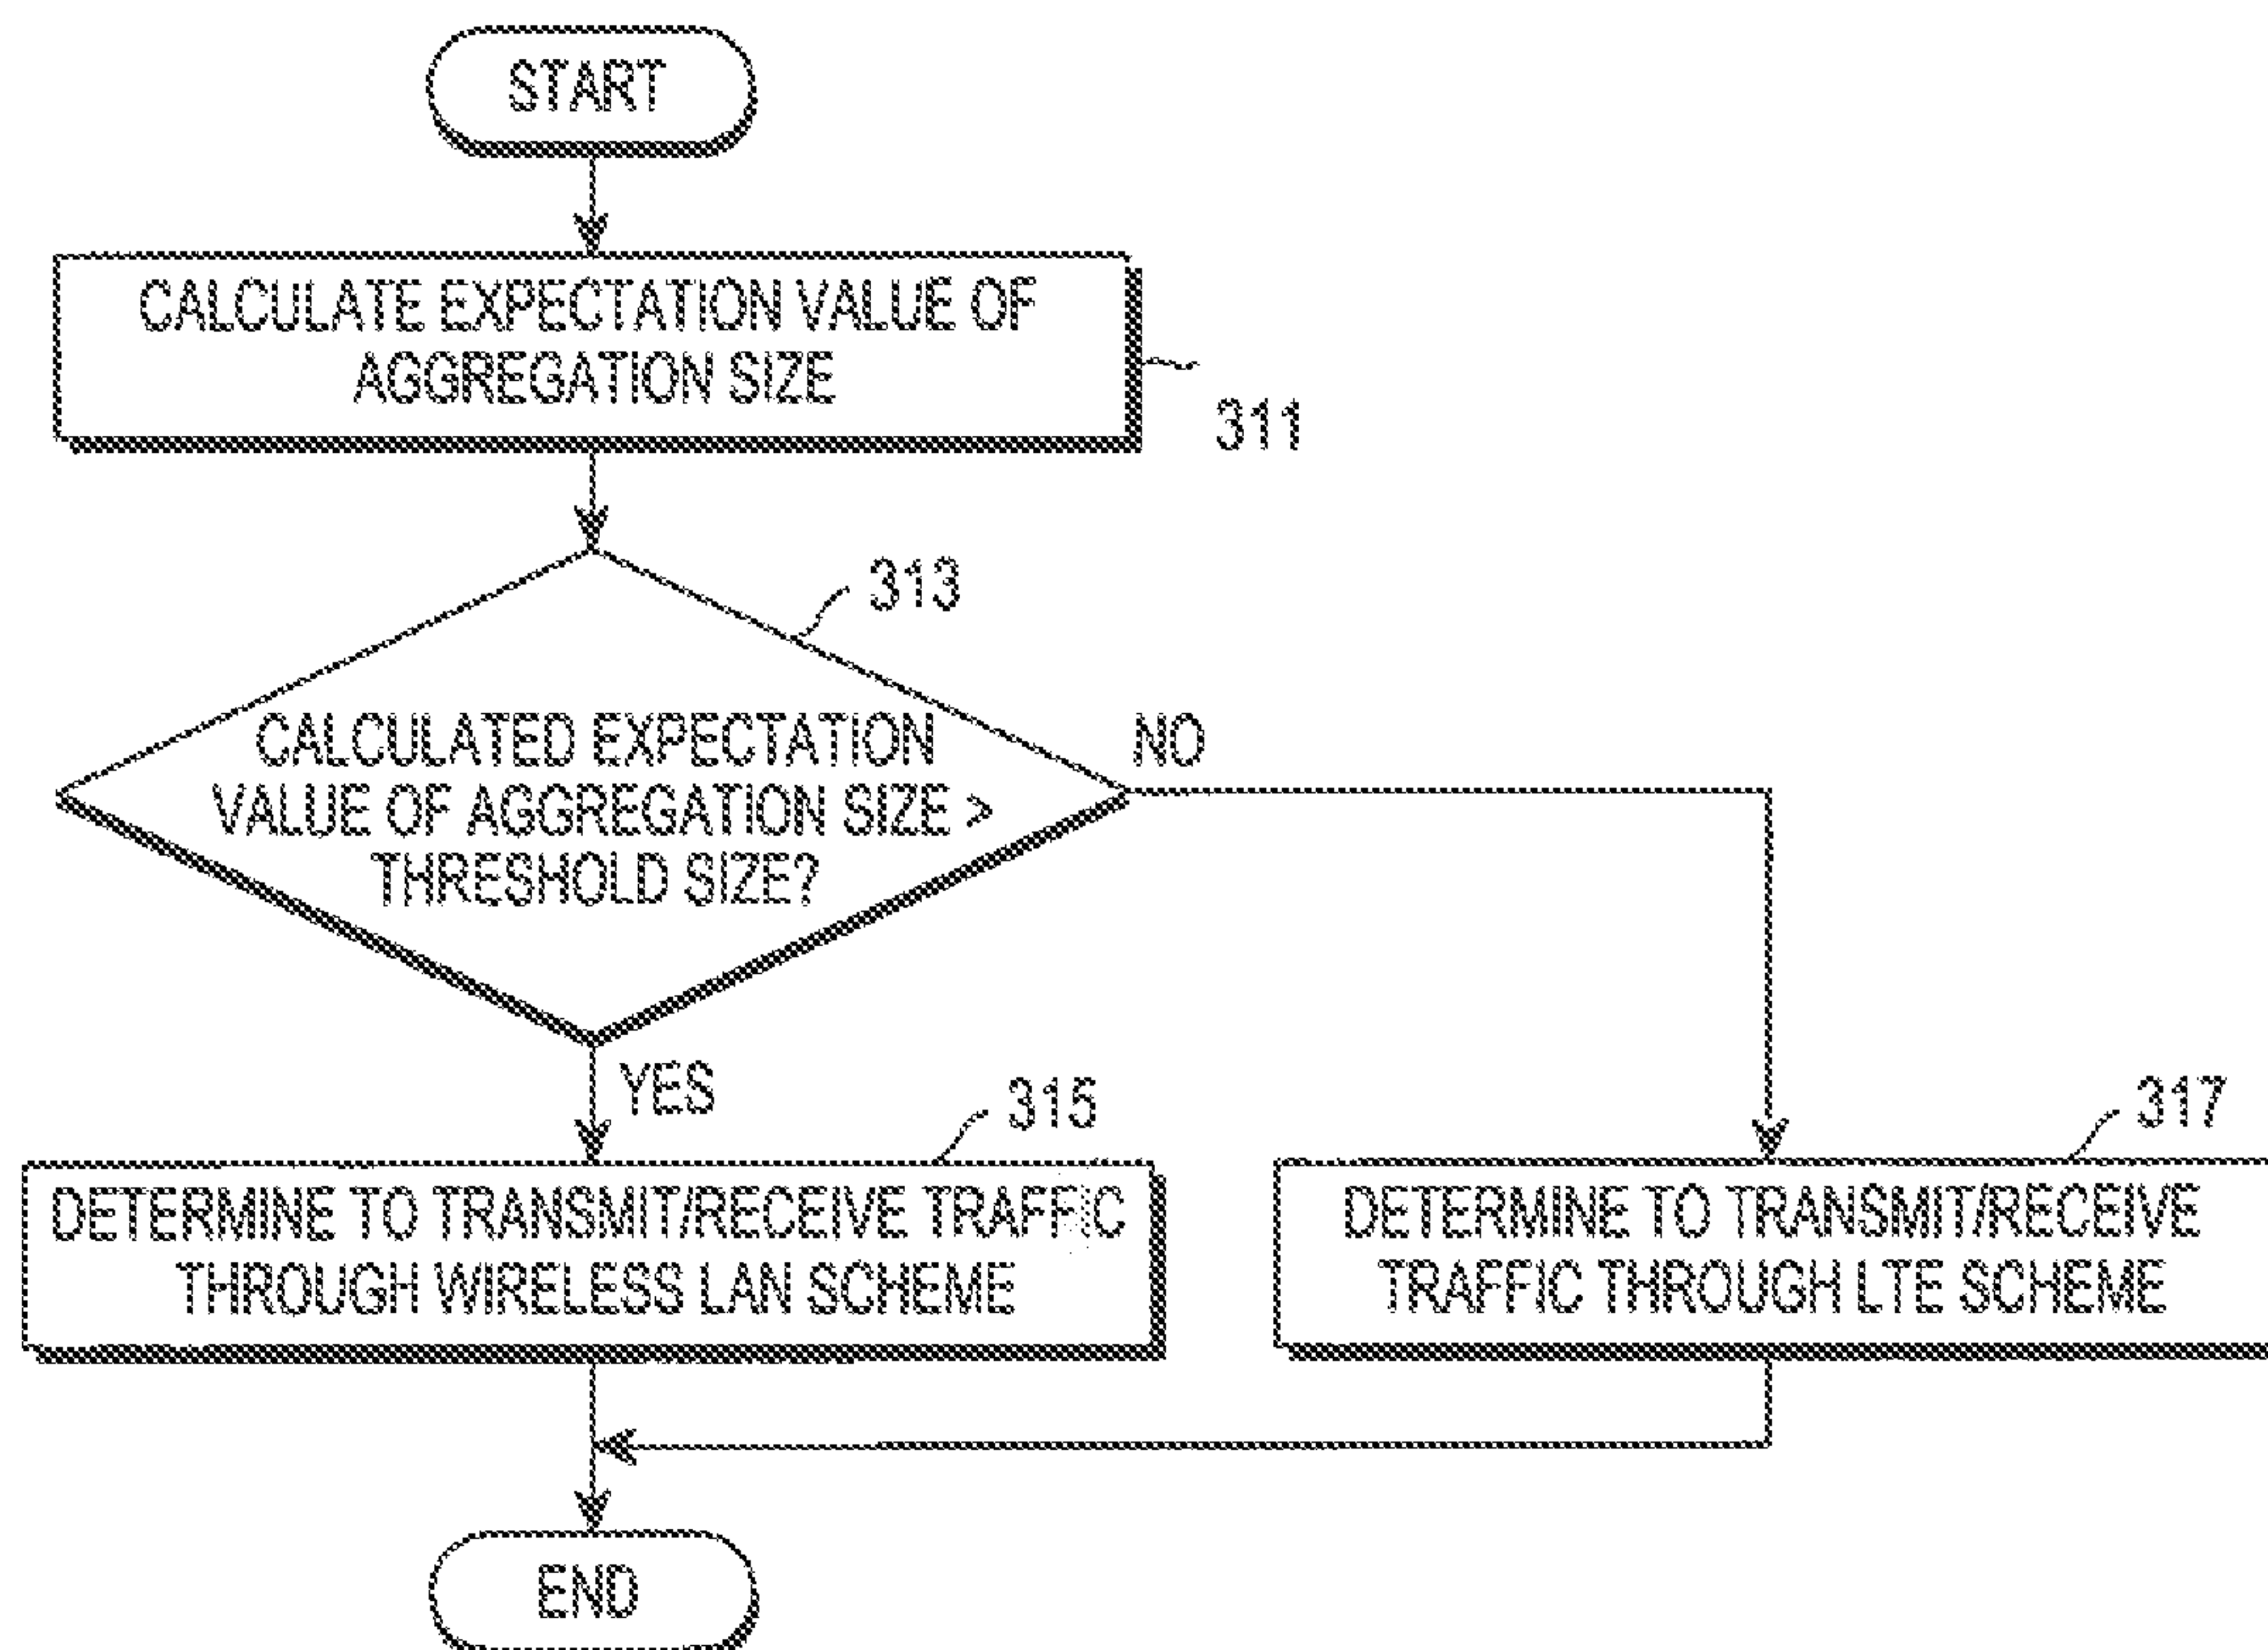 START
CALCULATE EXPECTATION VALUE OF
AGGREGATION SIZE
311
313
CALCULATED EXPECTATION
VALUE OF AGGREGATION SIZE >
THRESHOLD SIZE?
NO
YES
315
DETERMINE TO TRANSMIT/RECEIVE TRAFFIC
THROUGH WIRELESS LAN SCHEME
317
DETERMINE TO TRANSMIT/RECEIVE
TRAFFIC THROUGH LTE SCHEME
END